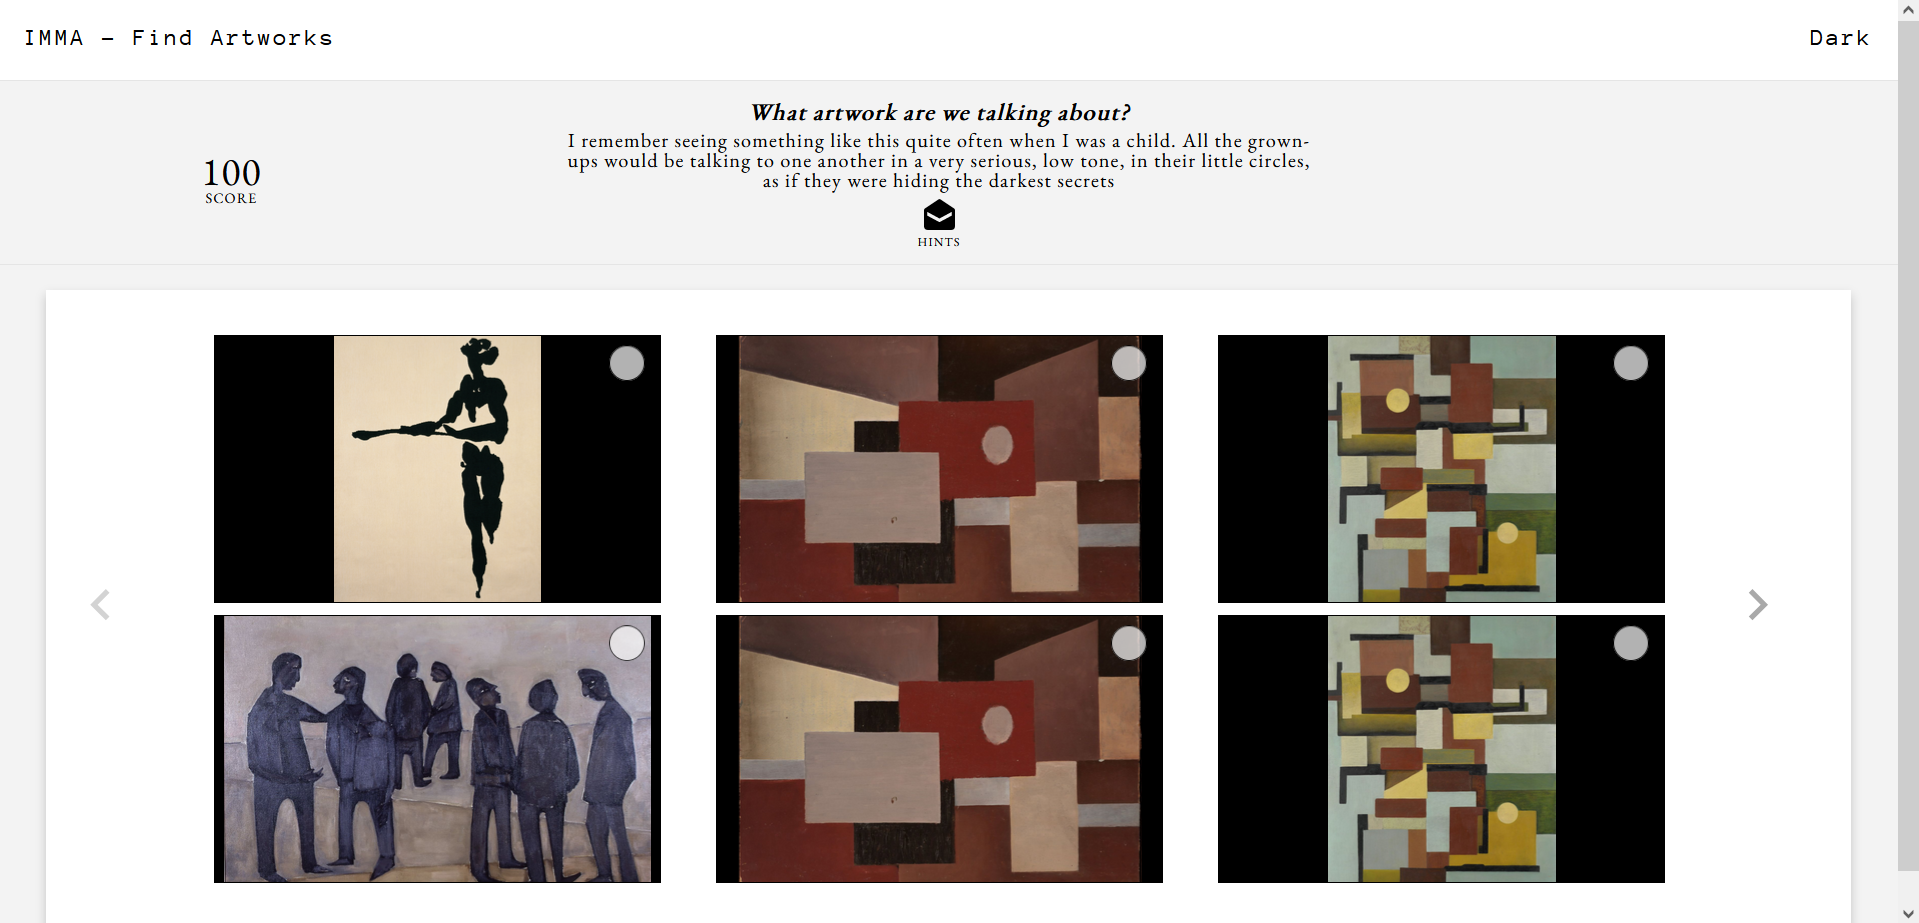 IMMA – Find Artworks
Dark
What artwork are we talking about?
I remember seeing something like this quite often when I was a child. All the grown-
ups would be talking to one another in a very serious, low tone, in their little circles,
as if they were hiding the darkest secrets
100
SCORE
HINTS